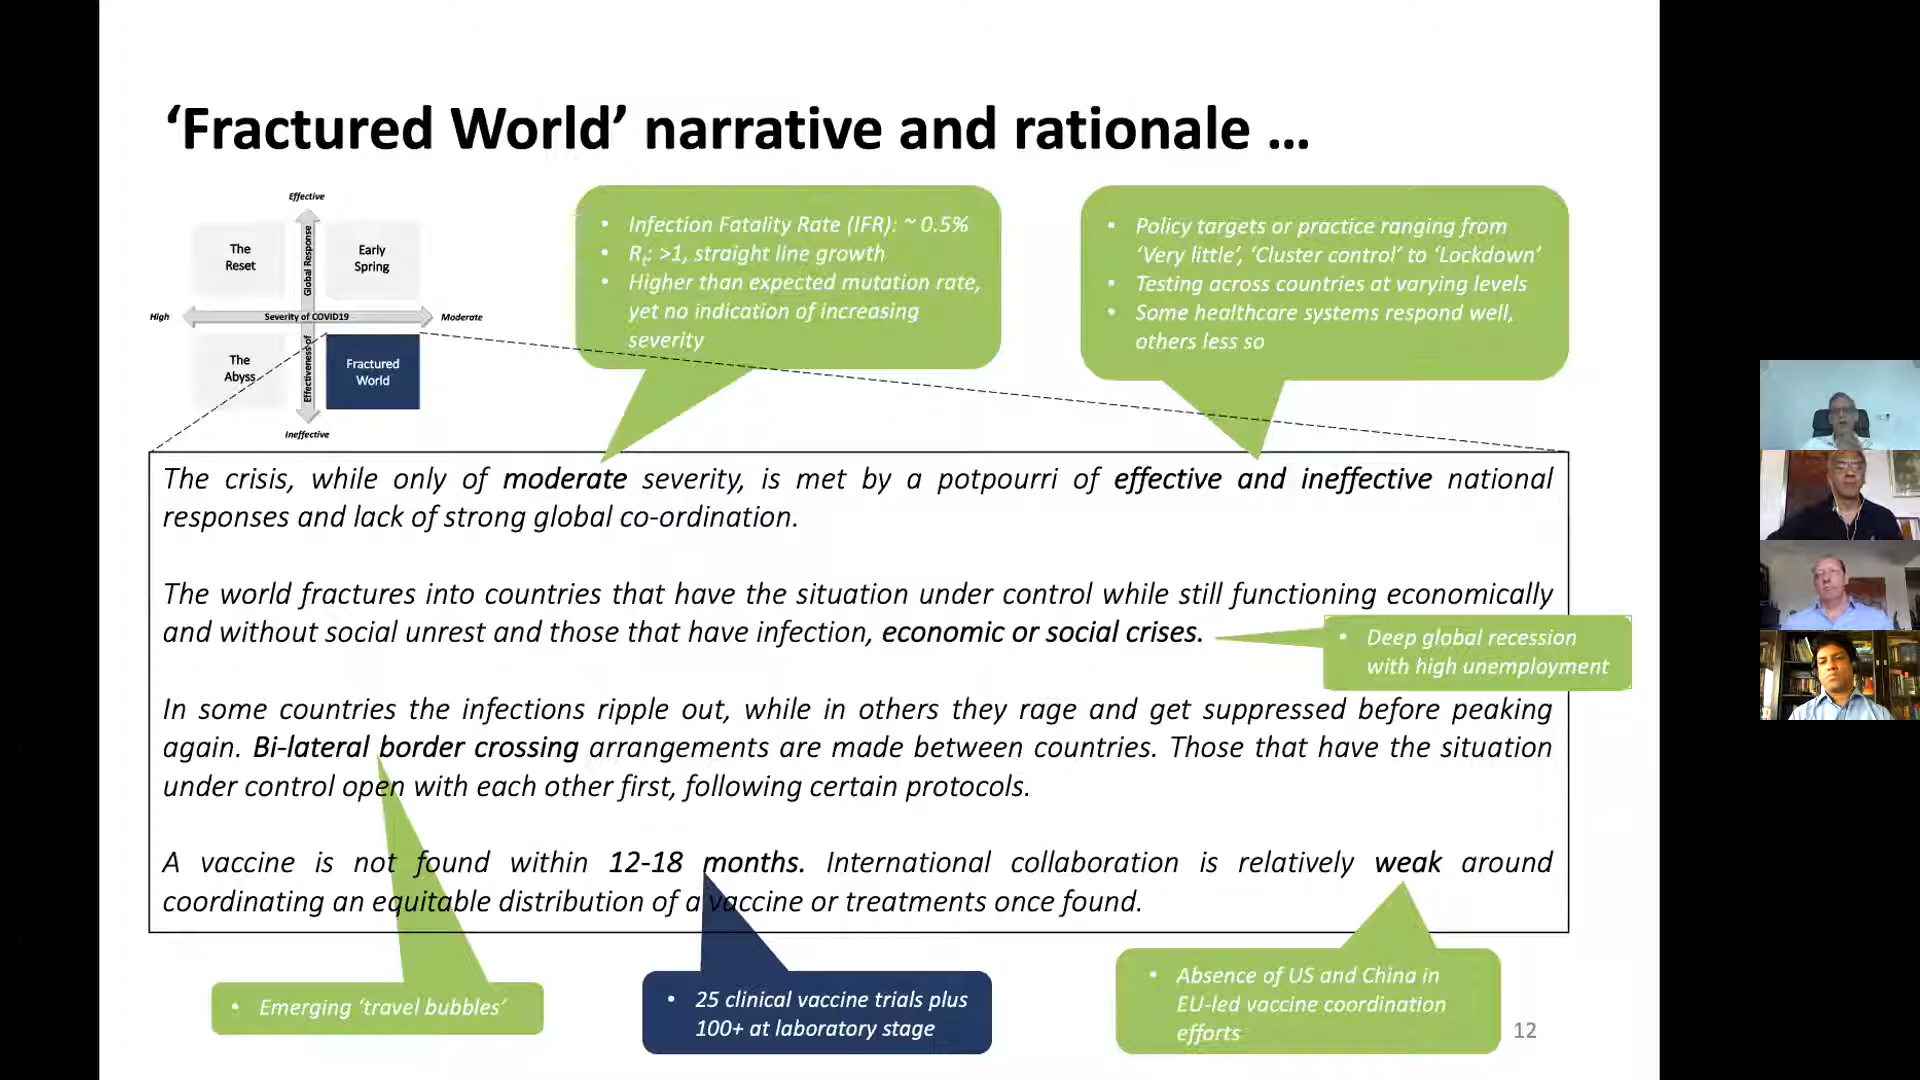 ‘Fractured World’ narrative and rationale ...
Effective
The
Reset
Early
Spring
Global Response
High
Severity of COVID19
Moderate
The
Abyss
Effectiveness of
Fractured
World
Ineffective
• Infection Fatality Rate (IFR): ~ 0.5%
• Rt: >1, straight line growth
• Higher than expected mutation rate,
yet no indication of increasing
severity
• Policy targets or practice ranging from
‘Very little’, ‘Cluster control’ to ‘Lockdown’
• Testing across countries at varying levels
• Some healthcare systems respond well,
others less so
The crisis, while only of moderate severity, is met by a potpourri of effective and ineffective national
responses and lack of strong global co-ordination.
The world fractures into countries that have the situation under control while still functioning economically
and without social unrest and those that have infection, economic or social crises.
• Deep global recession
with high unemployment
In some countries the infections ripple out, while in others they rage and get suppressed before peaking
again. Bi-lateral border crossing arrangements are made between countries. Those that have the situation
under control open with each other first, following certain protocols.
A vaccine is not found within 12-18 months. International collaboration is relatively weak around
coordinating an equitable distribution of a vaccine or treatments once found.
• Emerging ‘travel bubbles’
• 25 clinical vaccine trials plus
100+ at laboratory stage
• Absence of US and China in
EU-led vaccine coordination
efforts
12